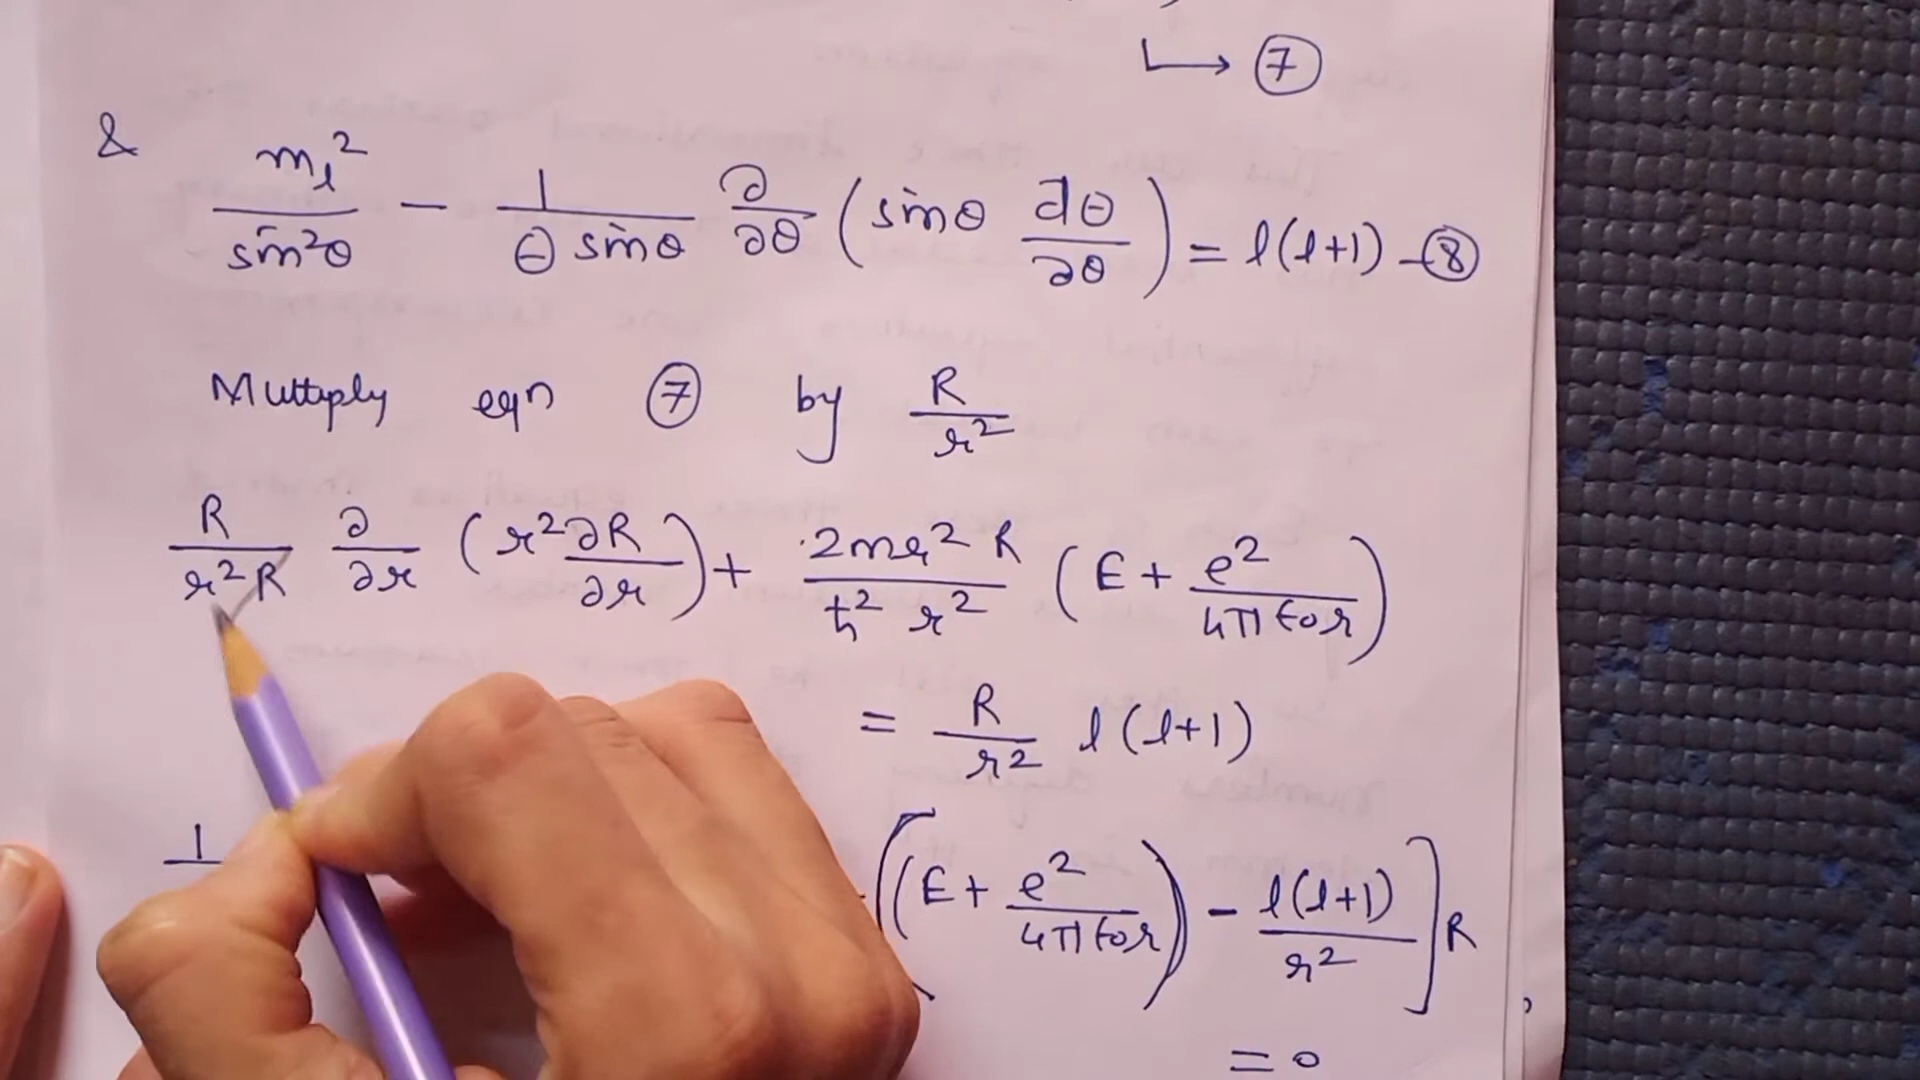 ↳ ⑦
& m_l²/sin²θ − 1/(Θ sinθ) ∂/∂θ (sinθ ∂Θ/∂θ) = l(l+1) – ⑧
Multiply eqn ⑦ by R/r²
R/(r²R) ∂/∂r (r²∂R/∂r) + 2mr²R/(ħ² r²) (E + e²/(4πϵ₀r))
= R/r² l(l+1)
1 [(E + e²/(4πϵ₀r)) − l(l+1)/r²] R
= 0